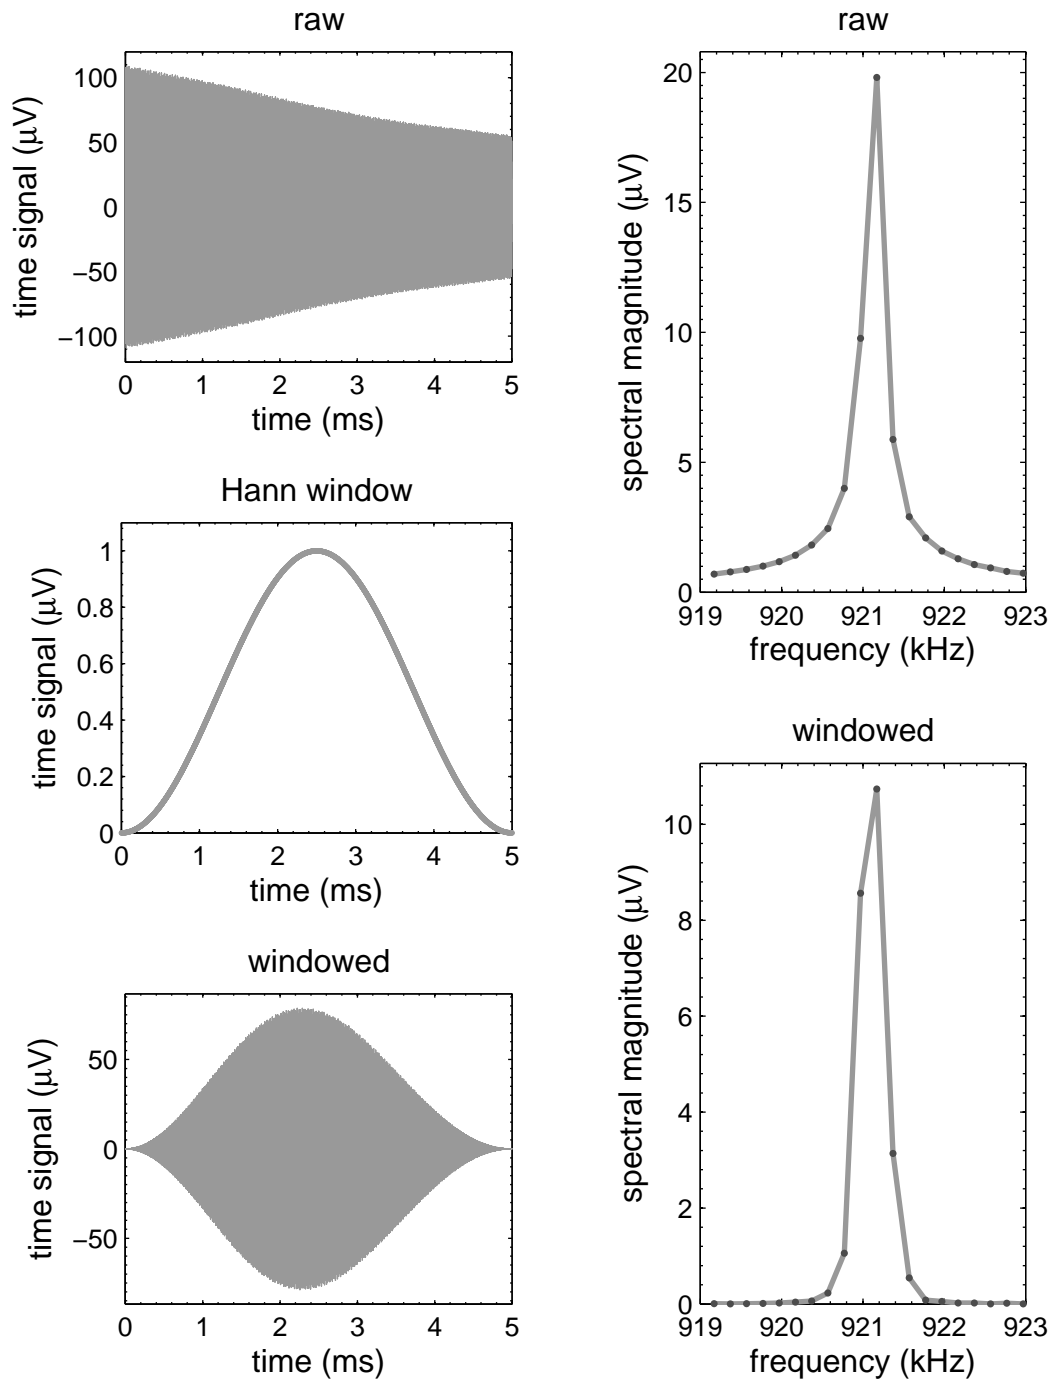 raw
time signal (μV)
100
50
0
−50
−100
0 1 2 3 4 5
time (ms)
Hann window
time signal (μV)
1
0.8
0.6
0.4
0.2
0
0 1 2 3 4 5
time (ms)
windowed
time signal (μV)
50
0
−50
0 1 2 3 4 5
time (ms)
raw
spectral magnitude (μV)
20
15
10
5
0
919 920 921 922 923
frequency (kHz)
windowed
spectral magnitude (μV)
10
8
6
4
2
0
919 920 921 922 923
frequency (kHz)